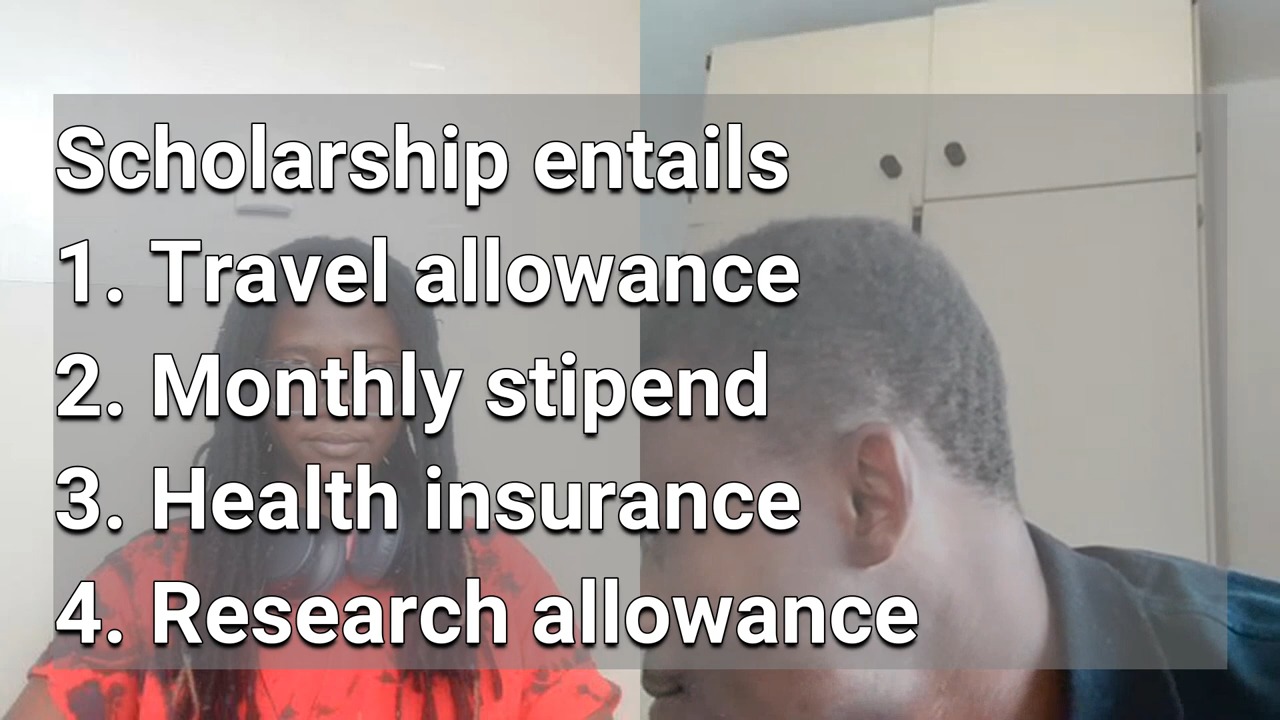 Scholarship entails
1. Travel allowance
2. Monthly stipend
3. Health insurance
4. Research allowance